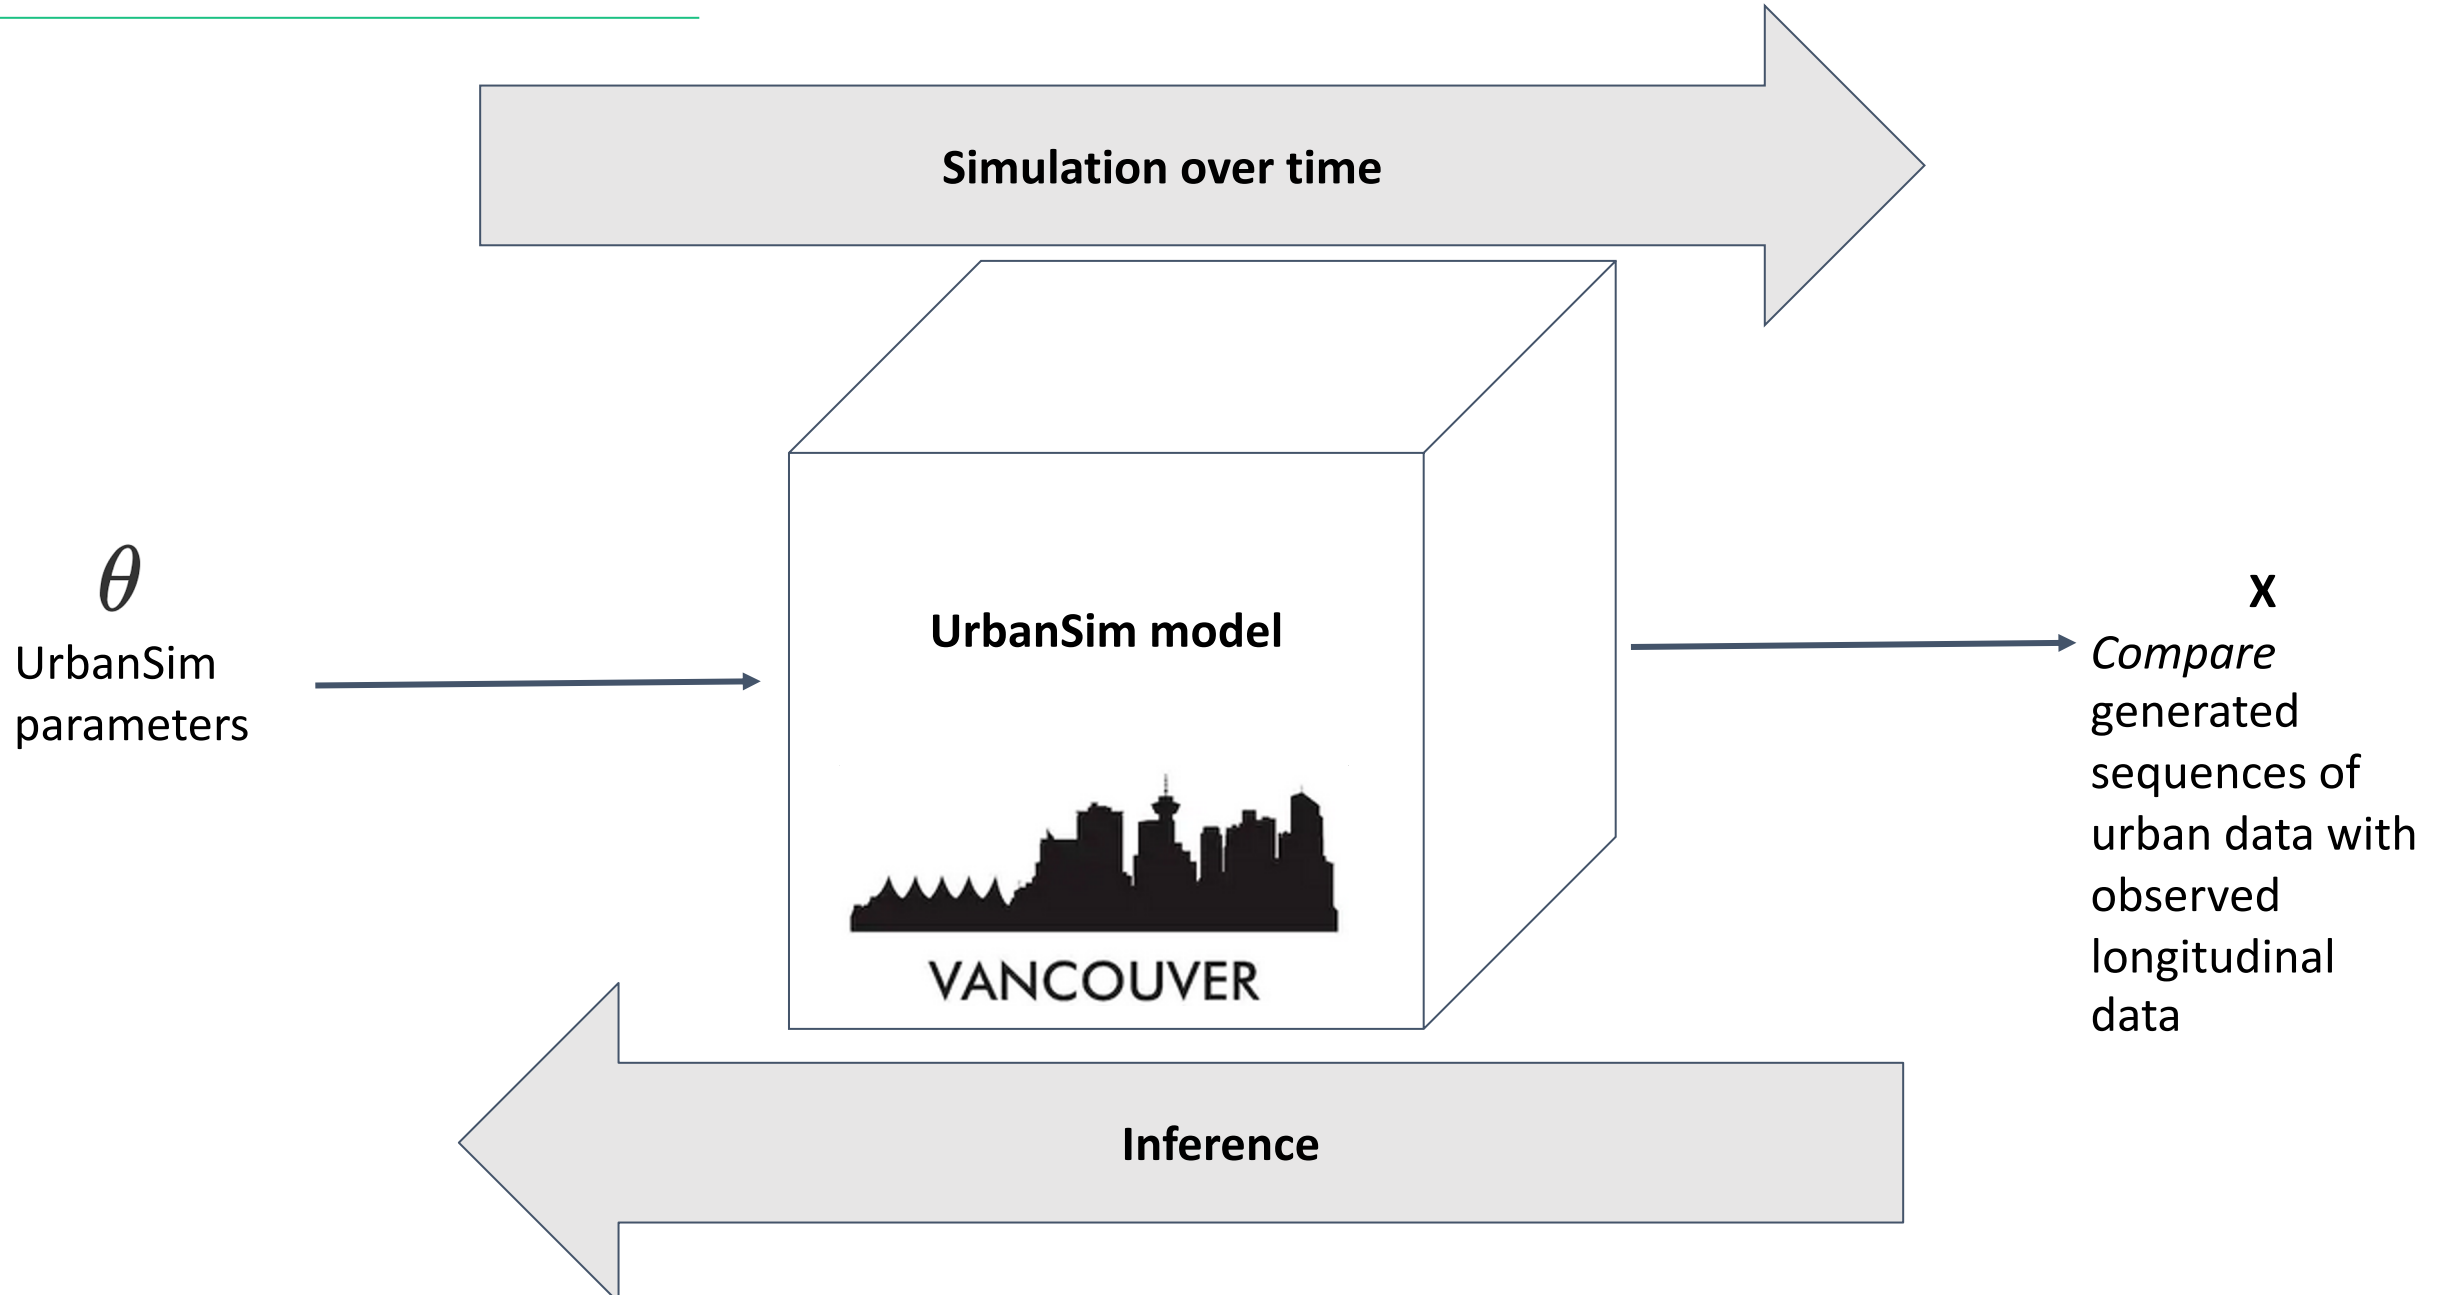 Simulation over time
θ
UrbanSim
parameters
UrbanSim model
VANCOUVER
X
Compare
generated
sequences of
urban data with
observed
longitudinal
data
Inference